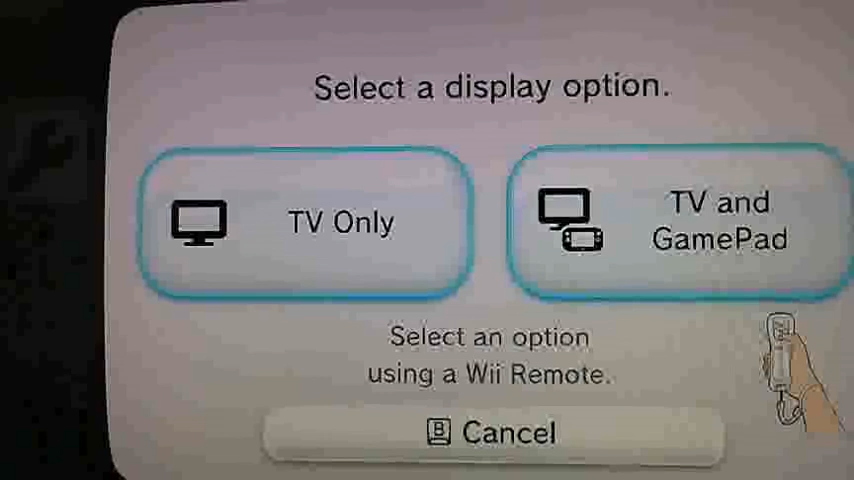 Select a display option.
TV Only
TV and
GamePad
Select an option
using a Wii Remote.
B Cancel